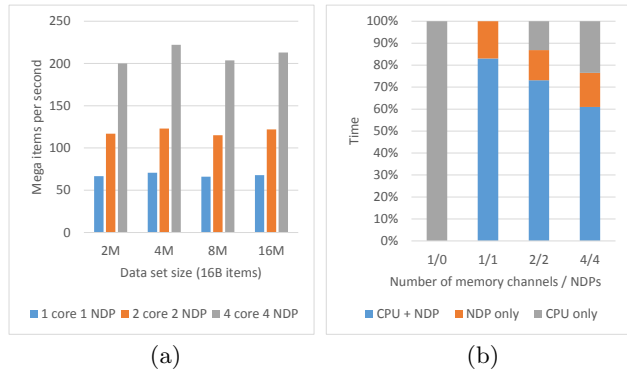 250
200
150
100
50
0
Mega items per second
2M 4M 8M 16M
Data set size (16B items)
1 core 1 NDP 2 core 2 NDP 4 core 4 NDP
(a)
100%
90%
80%
70%
60%
50%
40%
30%
20%
10%
0%
Time
1/0 1/1 2/2 4/4
Number of memory channels / NDPs
CPU + NDP NDP only CPU only
(b)